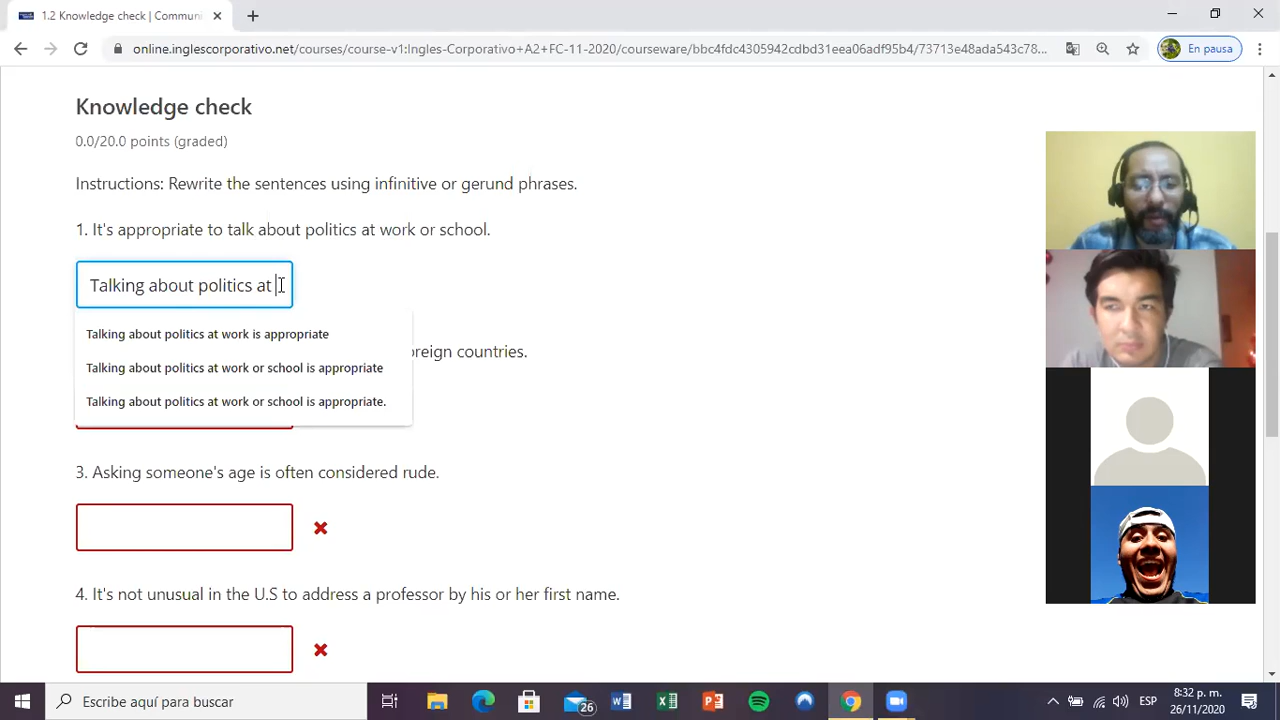 1.2 Knowledge check | Commun
online.inglescorporativo.net/courses/course-v1:Ingles-Corporativo+A2+FC-11-2020/courseware/bbc4fdc4305942cdbd31eea06adf95b4/73713e48ada543c78...
En pausa
Knowledge check
0.0/20.0 points (graded)
Instructions: Rewrite the sentences using infinitive or gerund phrases.
1. It's appropriate to talk about politics at work or school.
Talking about politics at
Talking about politics at work is appropriate
oreign countries.
Talking about politics at work or school is appropriate
Talking about politics at work or school is appropriate.
3. Asking someone's age is often considered rude.
4. It's not unusual in the U.S to address a professor by his or her first name.
Escribe aquí para buscar
26
ESP
8:32 p. m.
26/11/2020